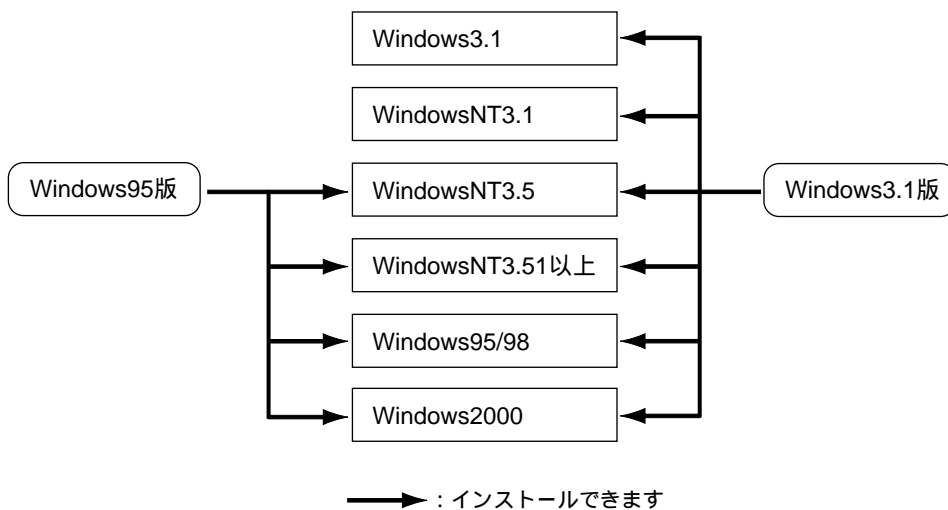 Windows3.1
WindowsNT3.1
Windows95版
WindowsNT3.5
Windows3.1版
WindowsNT3.51以上
Windows95/98
Windows2000
：インストールできます